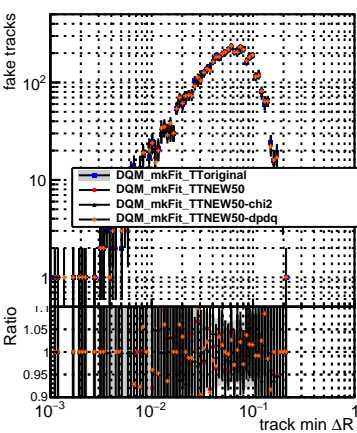 fake tracks
10²
10
1
DQM_mkFit_TToriginal
DQM_mkFit_TTNEW50
DQM_mkFit_TTNEW50-chi2
DQM_mkFit_TTNEW50-dpdq
Ratio
1.1
1.05
1
0.95
0.9
10⁻³ 10⁻² 10⁻¹ 1
track min ΔR